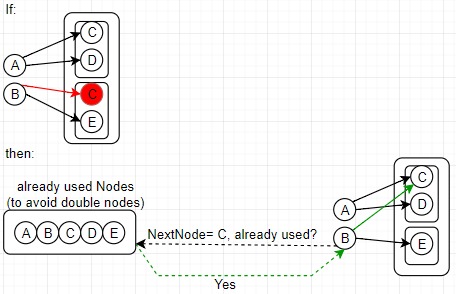 If:
C
A
D
B
C
E
then:
already used Nodes
(to avoid double nodes)
A B C D E
NextNode= C, already used?
Yes
C
A
D
B
E